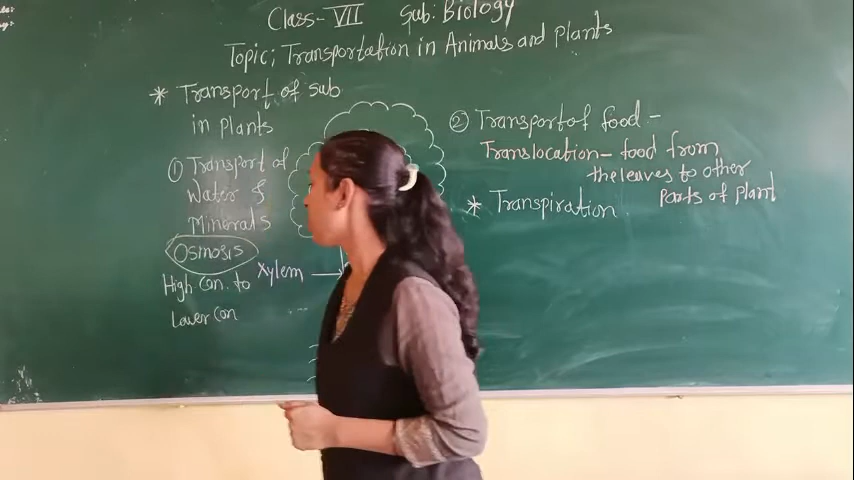 Class-VII Sub. Biology
Topic; Transportation in Animals and Plants
* Transport of sub
in plants
① Transport of
Water &
Minerals
Osmosis
High Con. to
Lower Con
Xylem
② Transport of food -
Translocation - food from
the leaves to other
parts of plant
* Transpiration